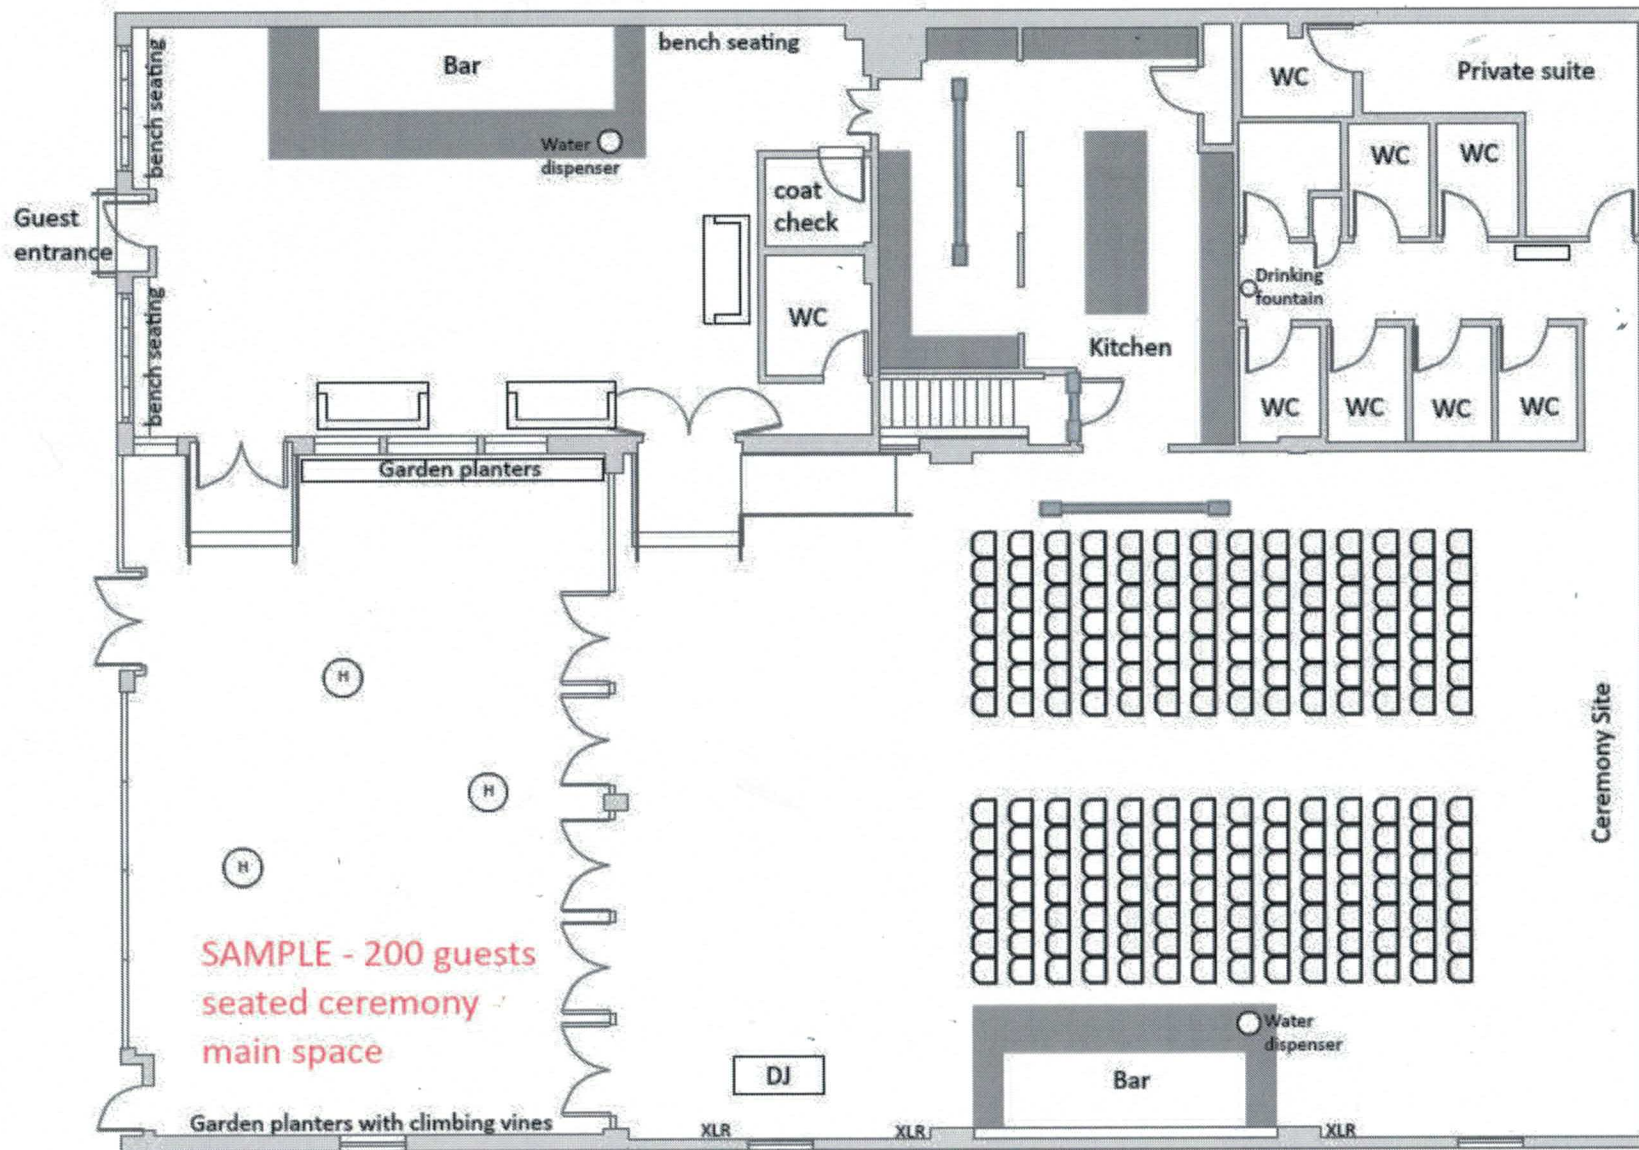 bench seating
Bar
bench seating
WC
Private suite
Water
dispenser
WC
WC
coat
check
Guest
entrance
Drinking
fountain
WC
bench seating
Kitchen
WC
WC
WC
WC
Garden planters
H
H
H
Ceremony Site
SAMPLE - 200 guests
seated ceremony
main space
Water
dispenser
DJ
Bar
Garden planters with climbing vines
XLR
XLR
XLR